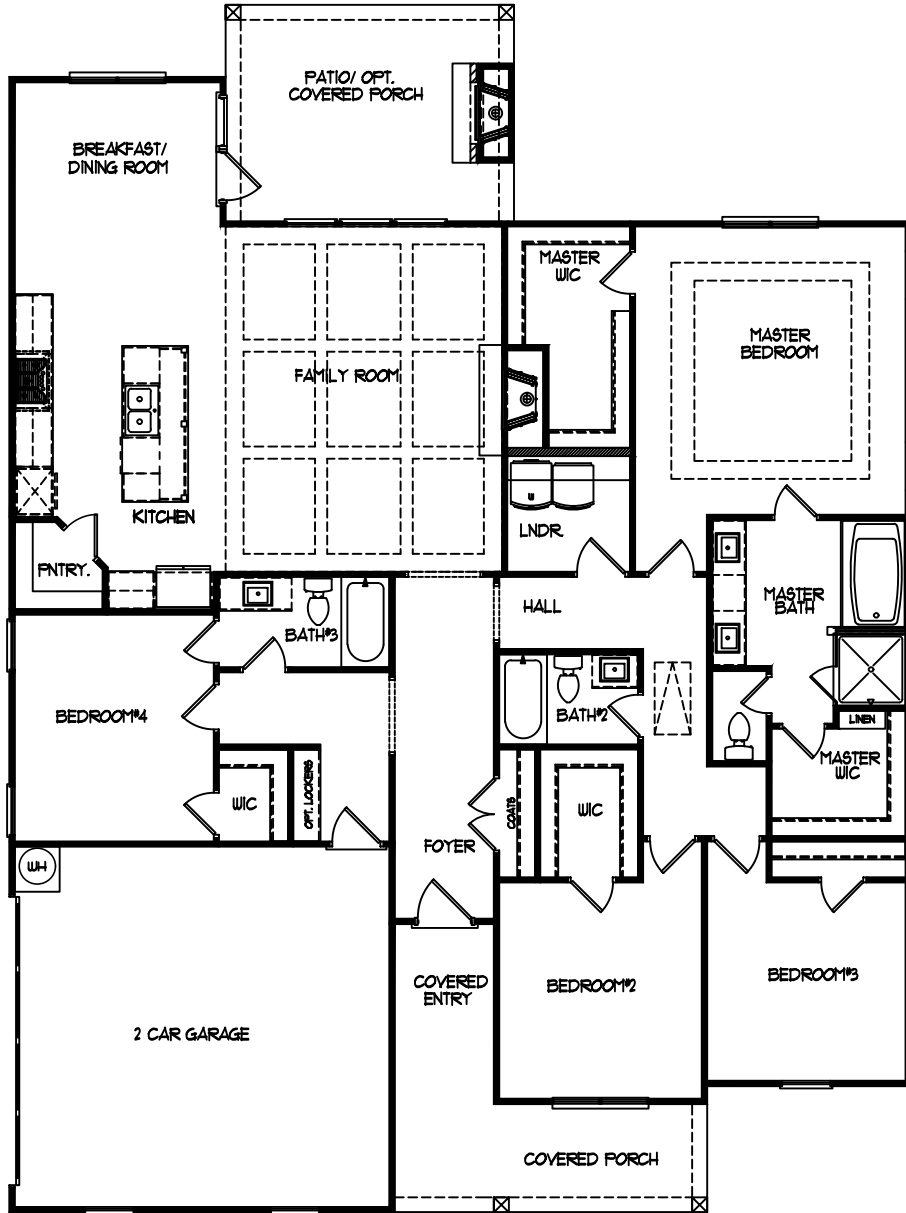 PATIO/ OPT.
COVERED PORCH
BREAKFAST/
DINING ROOM
MASTER
WIC
MASTER
BEDROOM
FAMILY ROOM
KITCHEN
LNDR.
PNTRY.
HALL
MASTER
BATH
BATH#3
BEDROOM#4
BATH#2
LINEN
MASTER
WIC
WIC
OPT. LOCKERS
COATS
WIC
FOYER
WH
COVERED
ENTRY
BEDROOM#2
BEDROOM#3
2 CAR GARAGE
COVERED PORCH